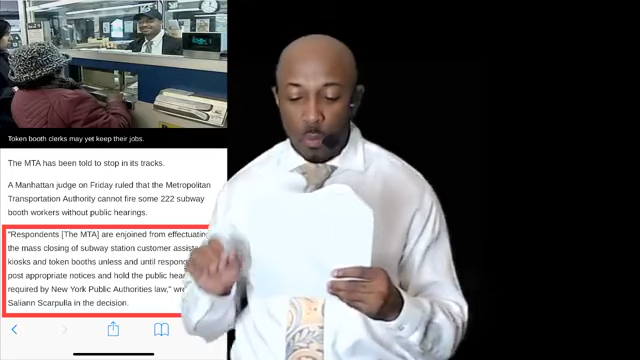 Token booth clerks may yet keep their jobs.
The MTA has been told to stop in its tracks.
A Manhattan judge on Friday ruled that the Metropolitan
Transportation Authority cannot fire some 222 subway
booth workers without public hearings.
"Respondents [The MTA] are enjoined from effectuating
the mass closing of subway station customer
kiosks and token booths unless and until
post appropriate notices and hold the public
required by New York Public Authorities law,"
Saliann Scarpulla in the decision.